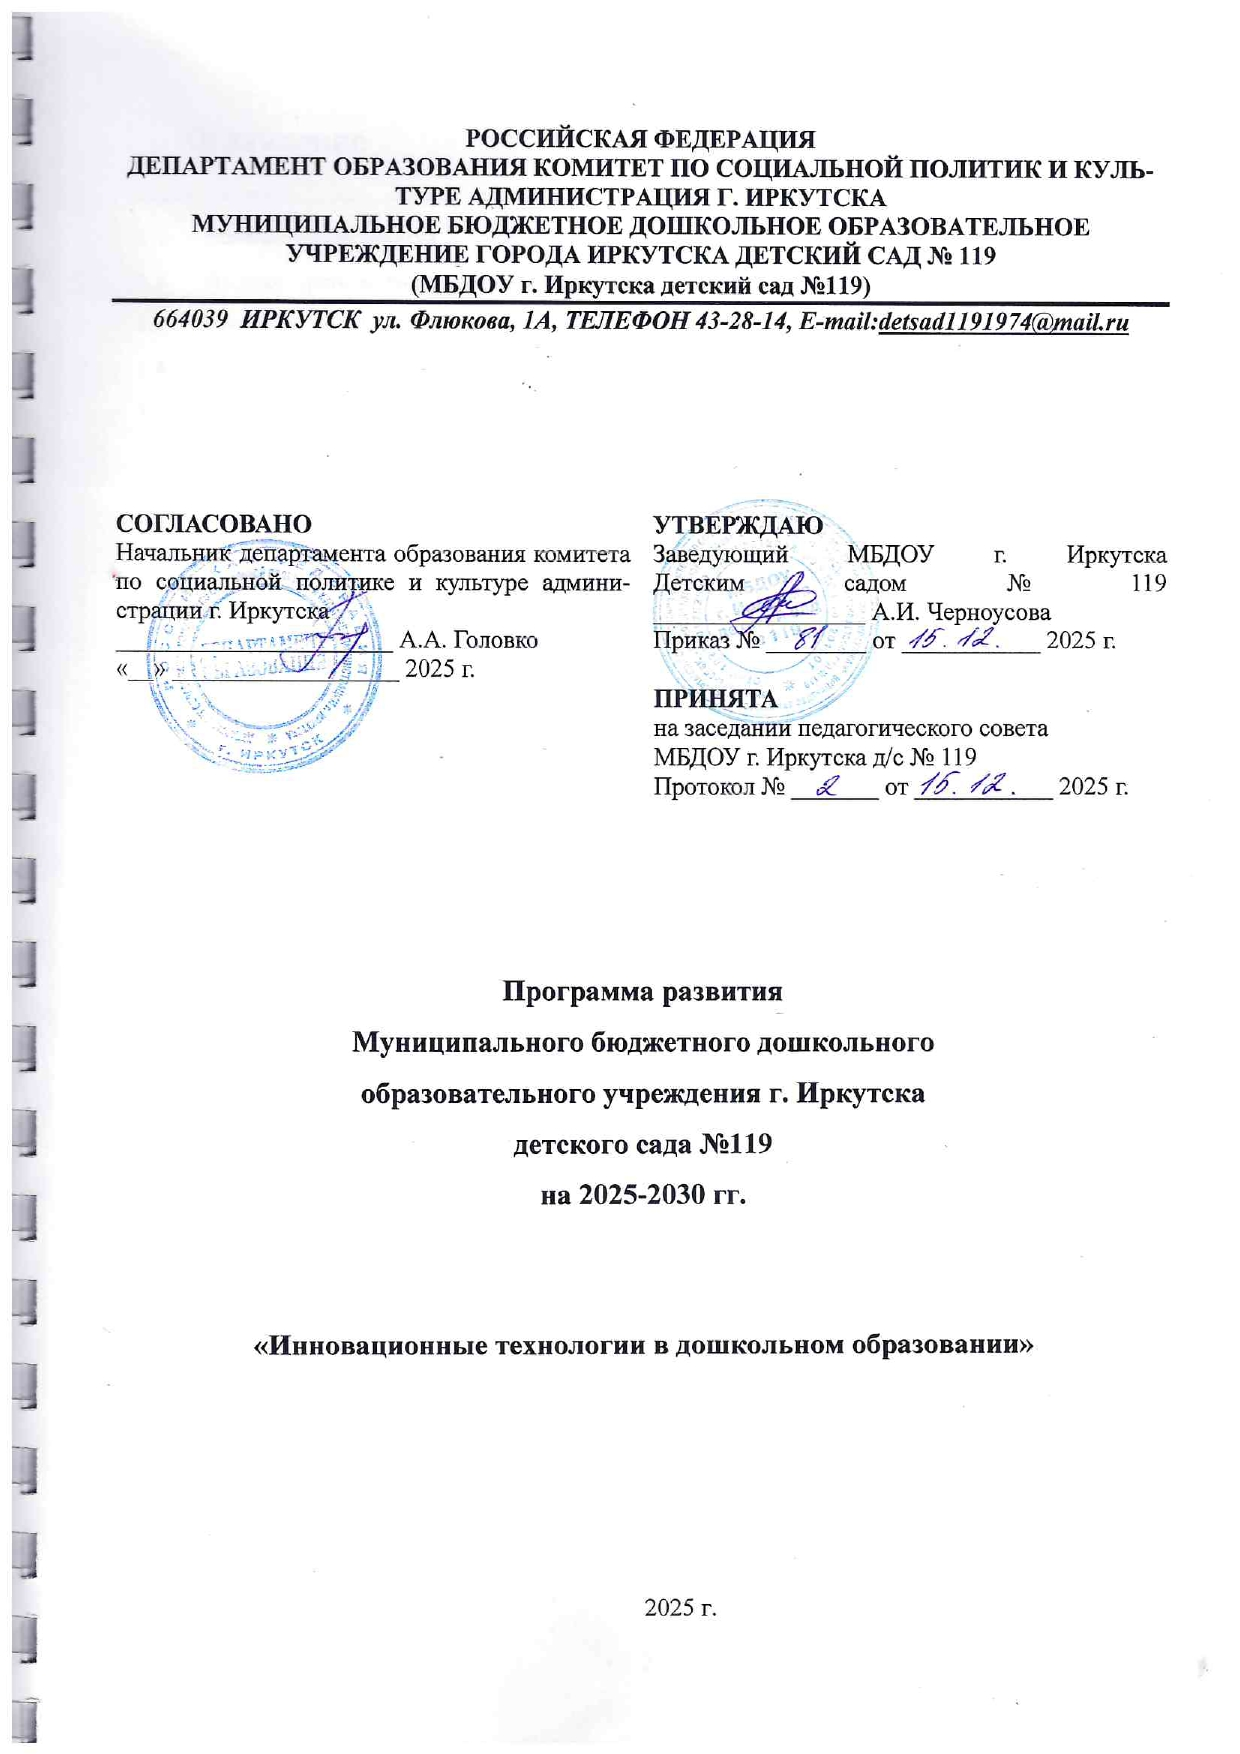 РОССИЙСКАЯ ФЕДЕРАЦИЯ
ДЕПАРТАМЕНТ ОБРАЗОВАНИЯ КОМИТЕТ ПО СОЦИАЛЬНОЙ ПОЛИТИК И КУЛЬ-
ТУРЕ АДМИНИСТРАЦИЯ Г. ИРКУТСКА
МУНИЦИПАЛЬНОЕ БЮДЖЕТНОЕ ДОШКОЛЬНОЕ ОБРАЗОВАТЕЛЬНОЕ
УЧРЕЖДЕНИЕ ГОРОДА ИРКУТСКА ДЕТСКИЙ САД № 119
(МБДОУ г. Иркутска детский сад №119)
664039 ИРКУТСК ул. Флюкова, 1А, ТЕЛЕФОН 43-28-14, E-mail:detsad1191974@mail.ru
СОГЛАСОВАНО
Начальник департамента образования комитета
по социальной политике и культуре админи-
страции г. Иркутска
____________________ А.А. Головко
«__» __________________ 2025 г.
Г. ИРКУТСК
УТВЕРЖДАЮ
Заведующий МБДОУ г. Иркутска
Детским садом № 119
_________________ А.И. Черноусова
Приказ № 81 от 15.12. 2025 г.
ПРИНЯТА
на заседании педагогического совета
МБДОУ г. Иркутска д/с № 119
Протокол № 2 от 15.12. 2025 г.
Программа развития
Муниципального бюджетного дошкольного
образовательного учреждения г. Иркутска
детского сада №119
на 2025-2030 гг.
«Инновационные технологии в дошкольном образовании»
2025 г.